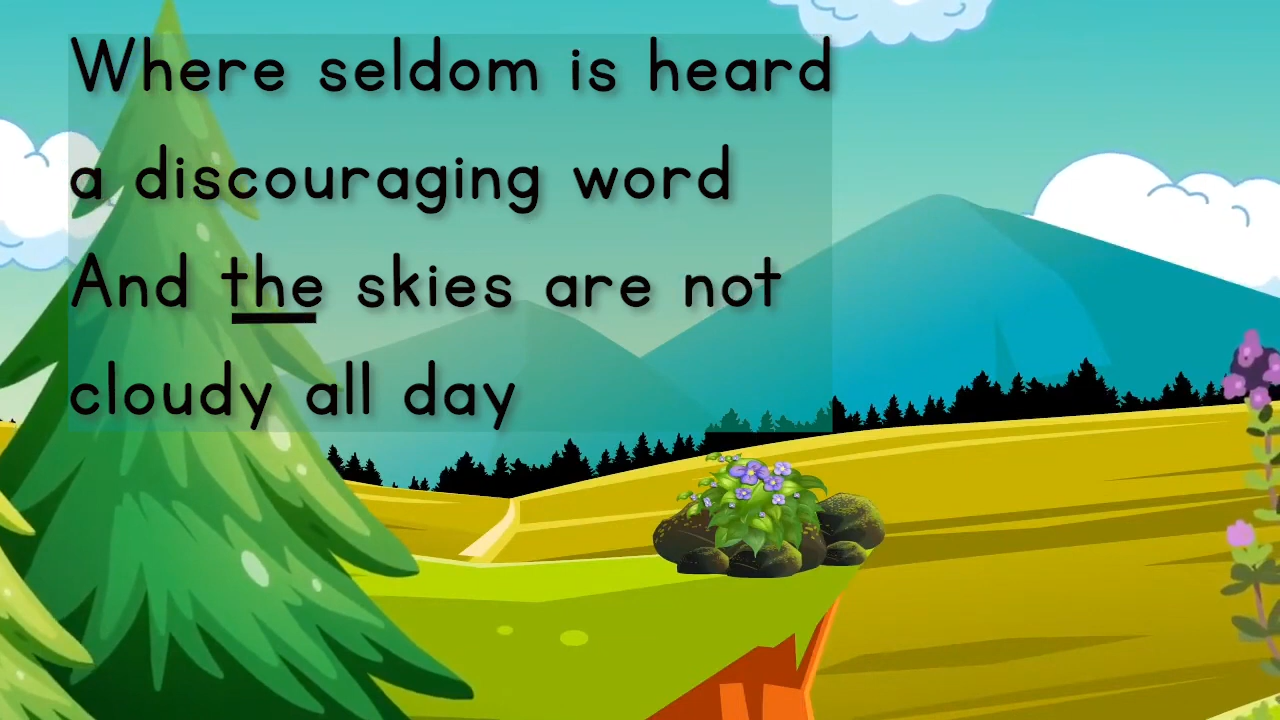 Where seldom is heard
a discouraging word
And the skies are not
cloudy all day